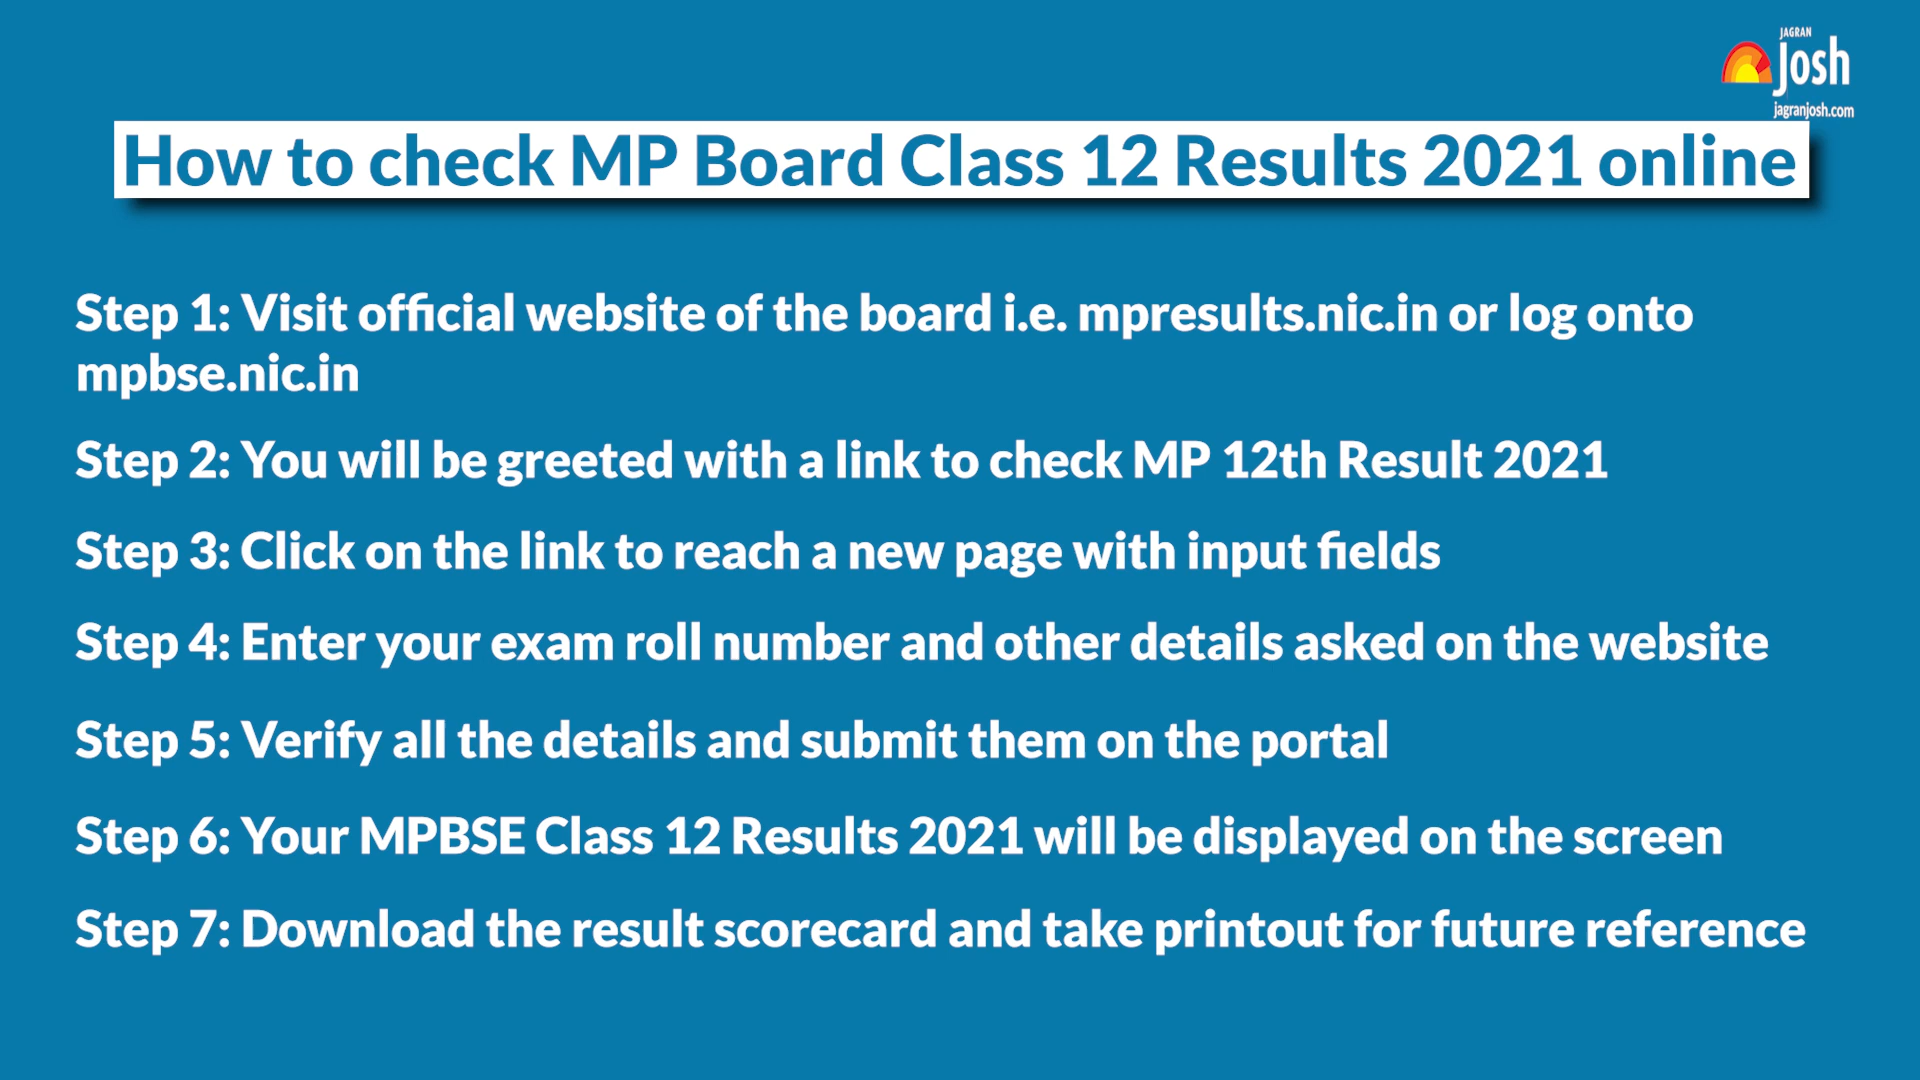 JAGRAN
Josh
jagranjosh.com
How to check MP Board Class 12 Results 2021 online
Step 1: Visit official website of the board i.e. mpresults.nic.in or log onto
mpbse.nic.in
Step 2: You will be greeted with a link to check MP 12th Result 2021
Step 3: Click on the link to reach a new page with input fields
Step 4: Enter your exam roll number and other details asked on the website
Step 5: Verify all the details and submit them on the portal
Step 6: Your MPBSE Class 12 Results 2021 will be displayed on the screen
Step 7: Download the result scorecard and take printout for future reference